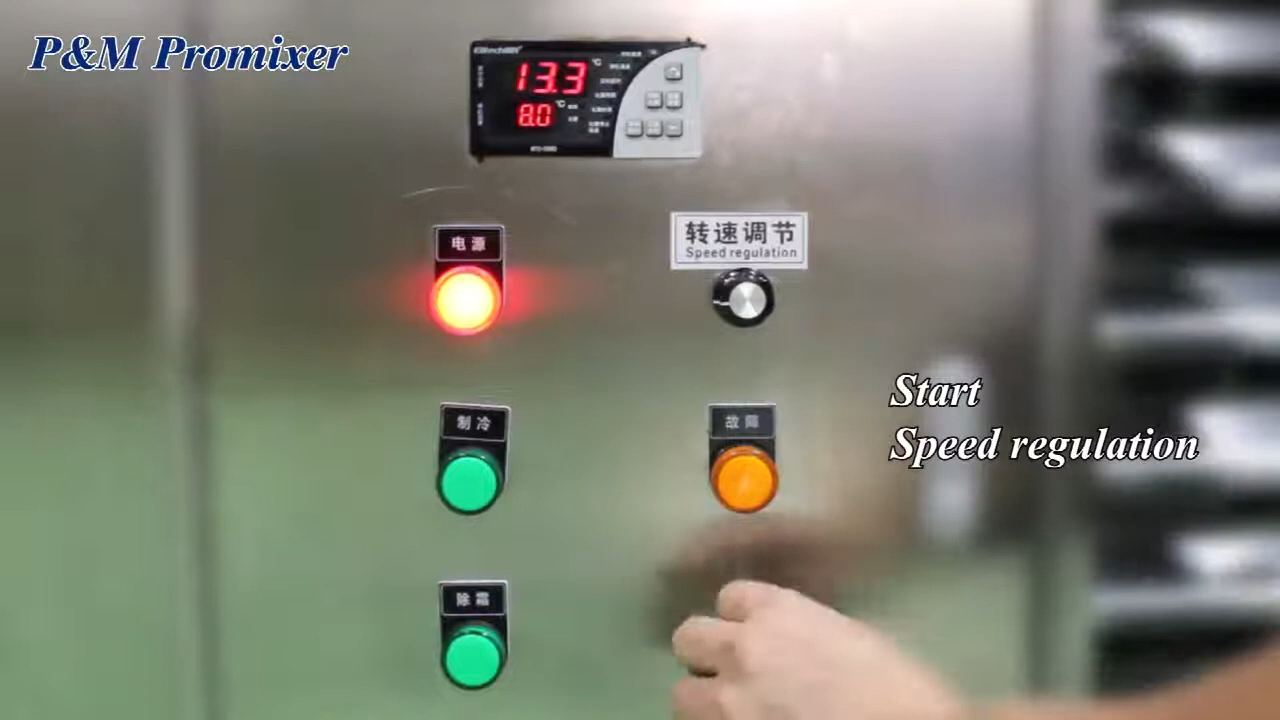 P&M Promixer
13.3
℃
8.0
℃
电源
转速调节
Speed regulation
制冷
故障
Start
Speed regulation
除霜